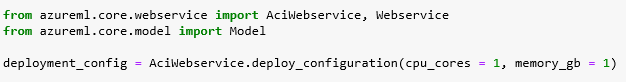 from azureml.core.webservice import AciWebservice, Webservice
from azureml.core.model import Model
deployment_config = AciWebservice.deploy_configuration(cpu_cores = 1, memory_gb = 1)